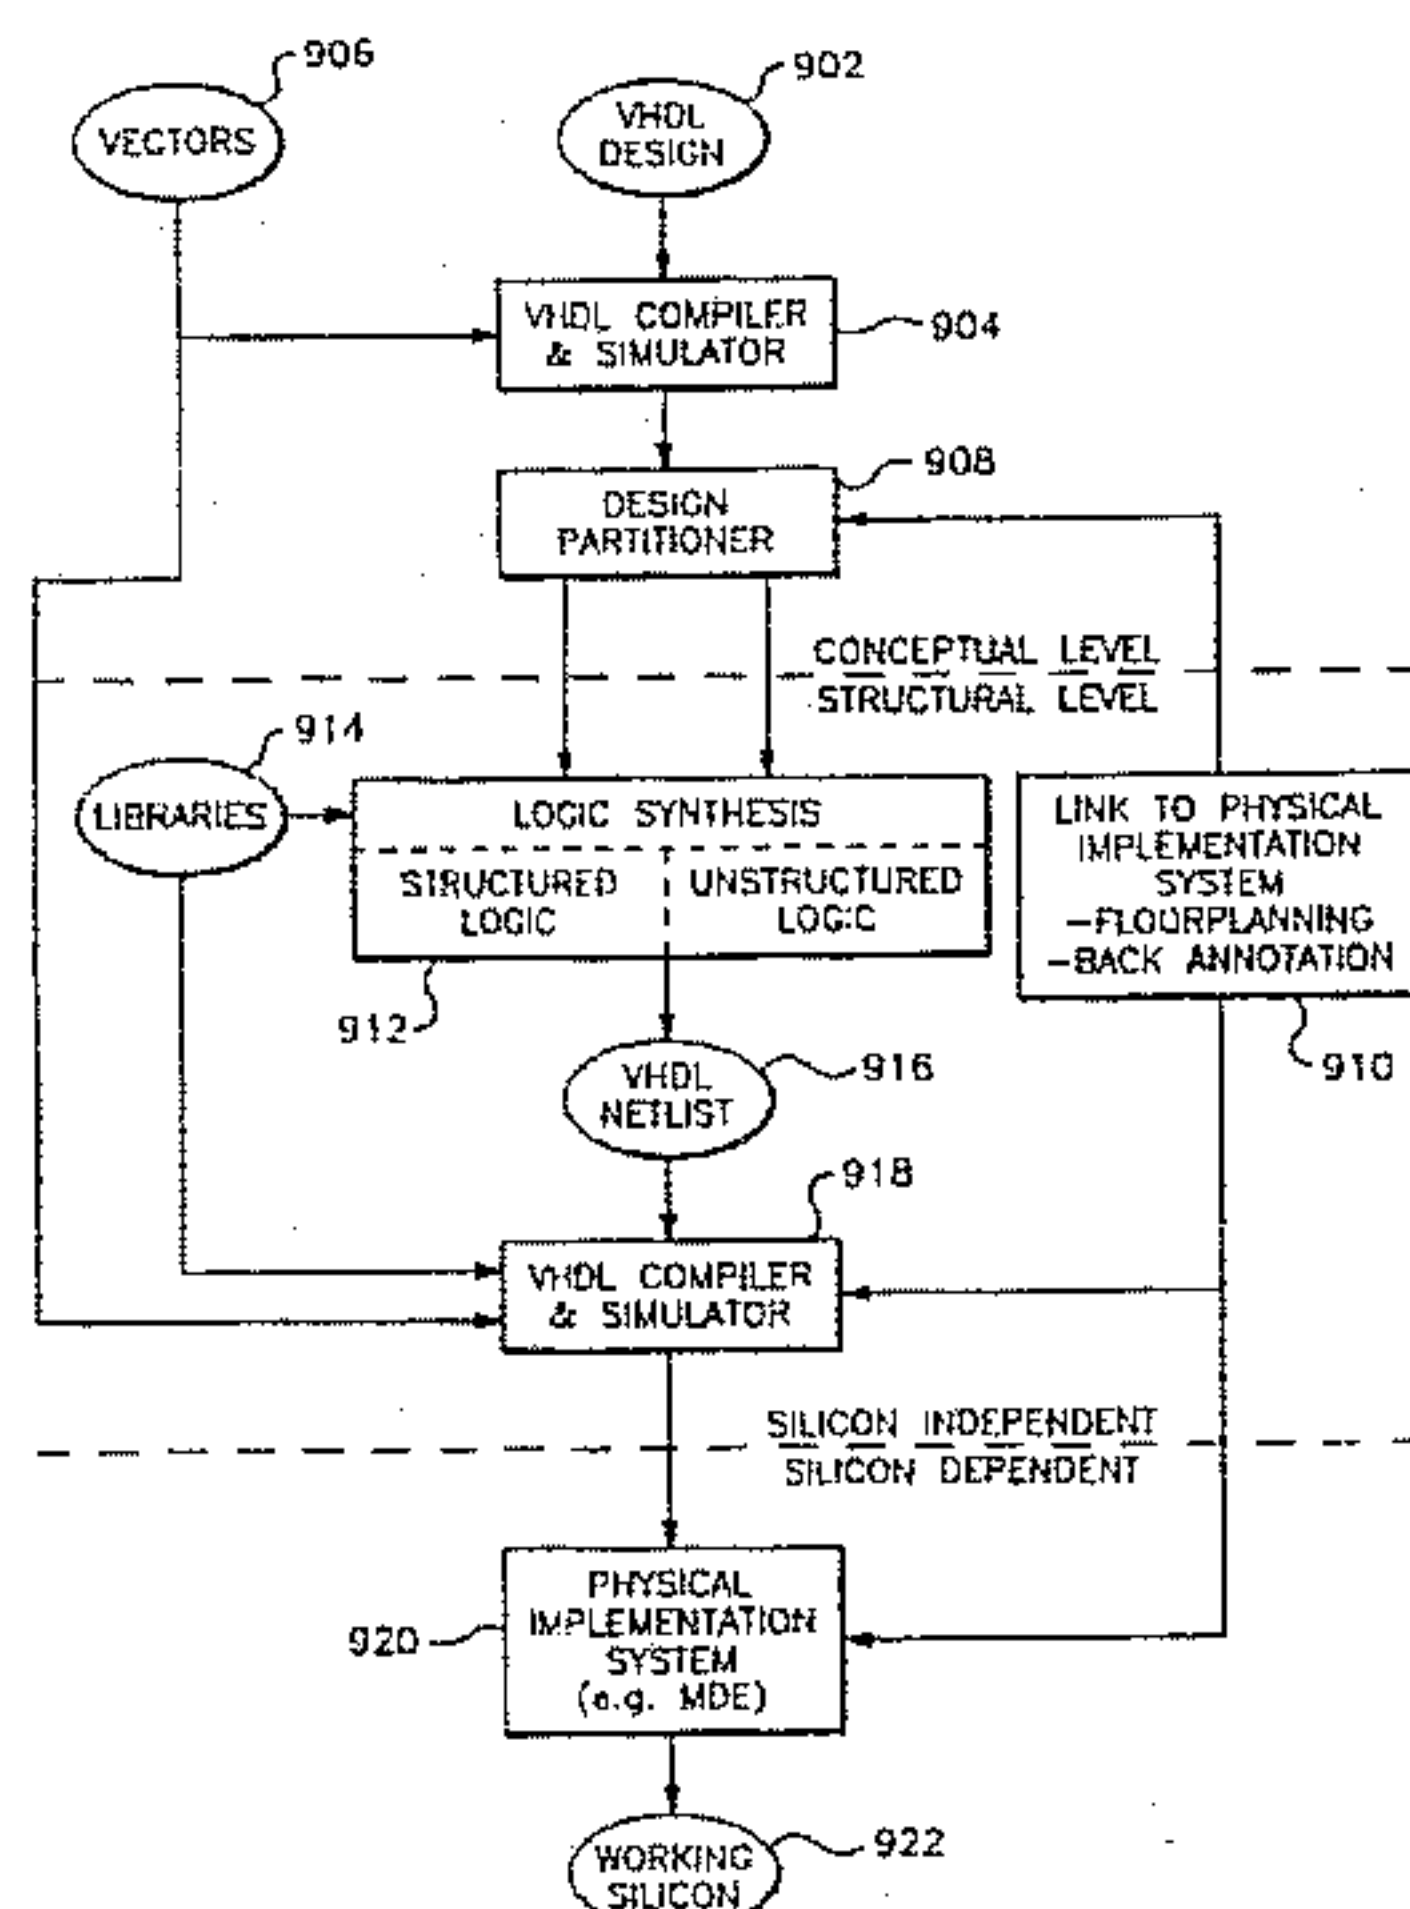 906
VECTORS
902
VHDL
DESIGN
VHDL COMPILER
& SIMULATOR
904
908
DESIGN
PARTITIONER
CONCEPTUAL LEVEL
STRUCTURAL LEVEL
914
LIBRARIES
LOGIC SYNTHESIS
STRUCTURED
LOGIC
UNSTRUCTURED
LOGIC
912
LINK TO PHYSICAL
IMPLEMENTATION
SYSTEM
-FLOORPLANNING
-BACK ANNOTATION
910
VHDL
NETLIST
916
918
VHDL COMPILER
& SIMULATOR
SILICON INDEPENDENT
SILICON DEPENDENT
PHYSICAL
IMPLEMENTATION
SYSTEM
(e.g. MDE)
920
WORKING
SILICON
922